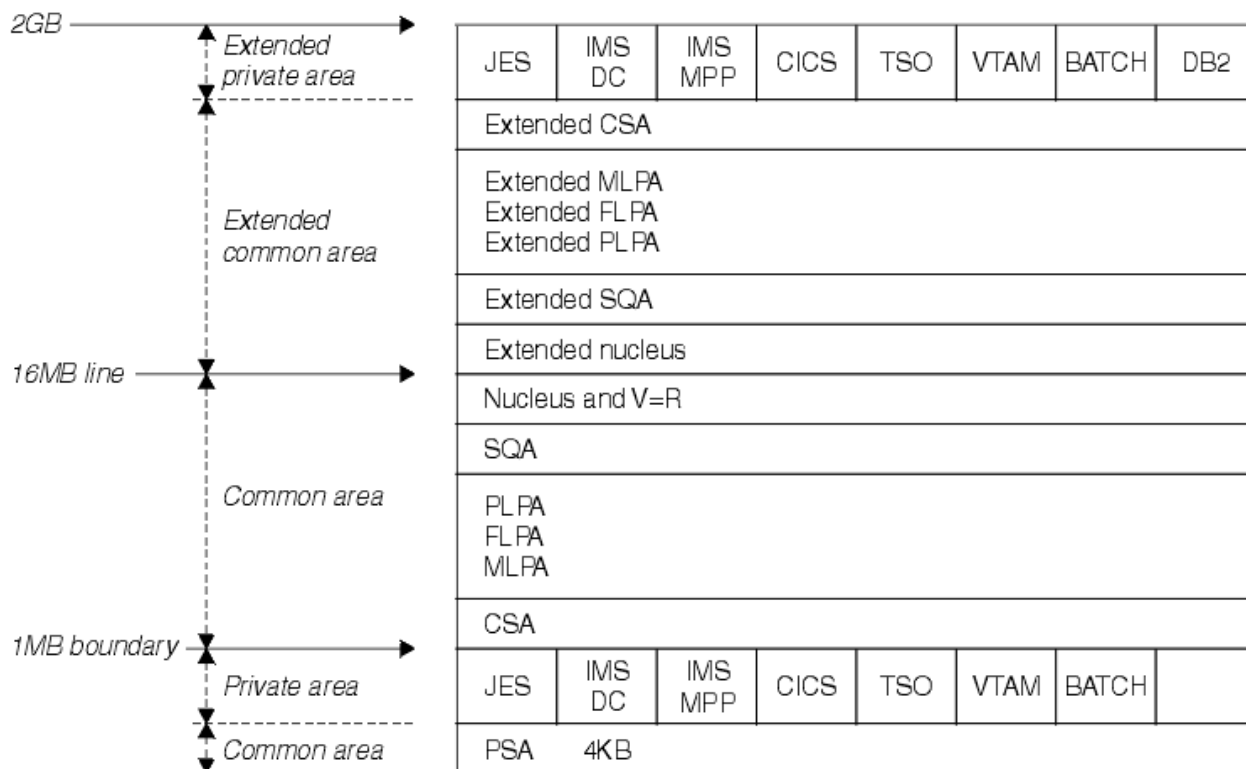 2GB
Extended
private area
JES
IMS
DC
IMS
MPP
CICS
TSO
VTAM
BATCH
DB2
Extended CSA
Extended
common area
Extended MLPA
Extended FLPA
Extended PLPA
Extended SQA
Extended nucleus
16MB line
Nucleus and V=R
SQA
Common area
PLPA
FLPA
MLPA
CSA
1MB boundary
Private area
JES
IMS
DC
IMS
MPP
CICS
TSO
VTAM
BATCH
Common area
PSA 4KB